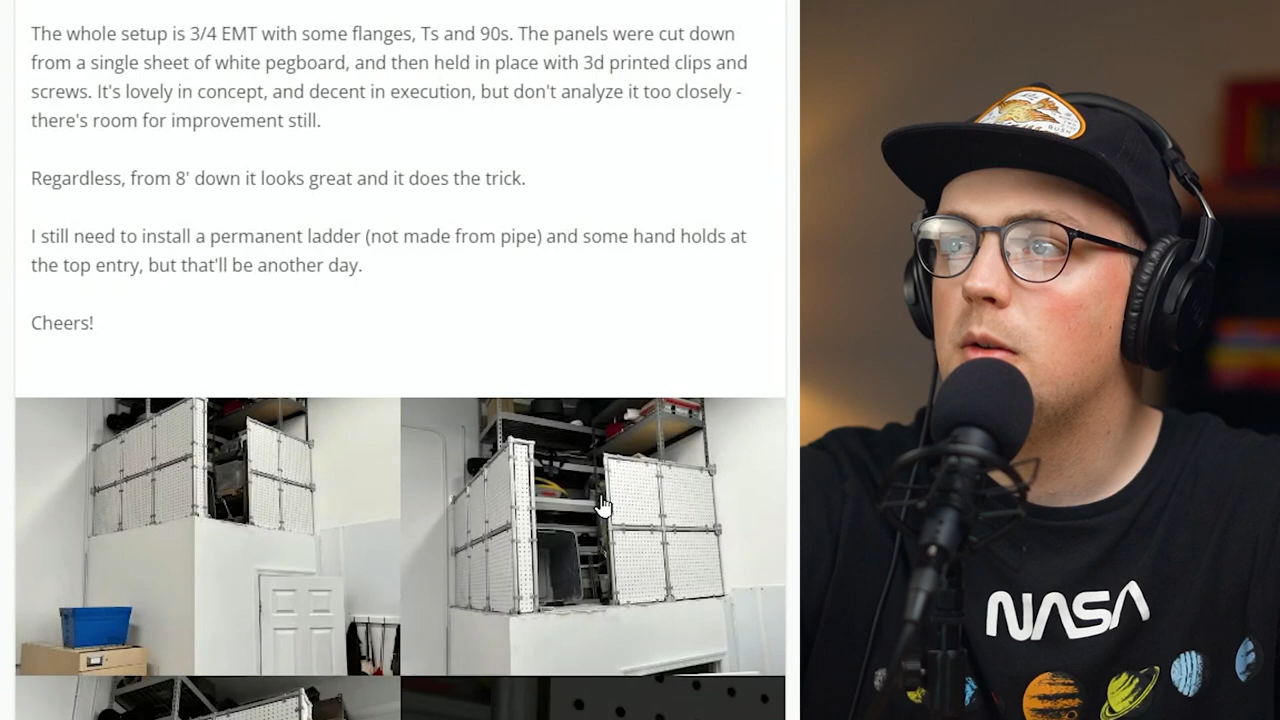 The whole setup is 3/4 EMT with some flanges, Ts and 90s. The panels were cut down
from a single sheet of white pegboard, and then held in place with 3d printed clips and
screws. It's lovely in concept, and decent in execution, but don't analyze it too closely -
there's room for improvement still.
Regardless, from 8' down it looks great and it does the trick.
I still need to install a permanent ladder (not made from pipe) and some hand holds at
the top entry, but that'll be another day.
Cheers!
NASA